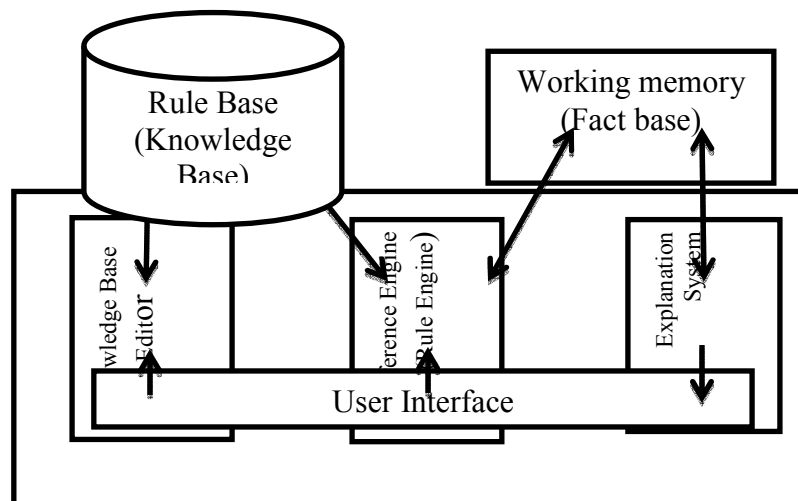 Rule Base
(Knowledge
Base)
Working memory
(Fact base)
wledge Base
Editor
erence Engine
Rule Engine)
Explanation
System
User Interface